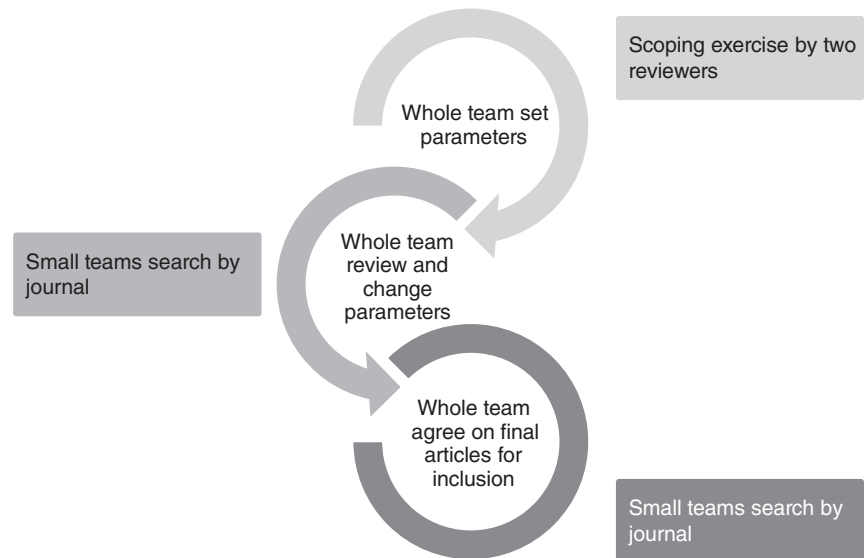 Scoping exercise by two
reviewers
Whole team set
parameters
Small teams search by
journal
Whole team
review and
change
parameters
Whole team
agree on final
articles for
inclusion
Small teams search by
journal